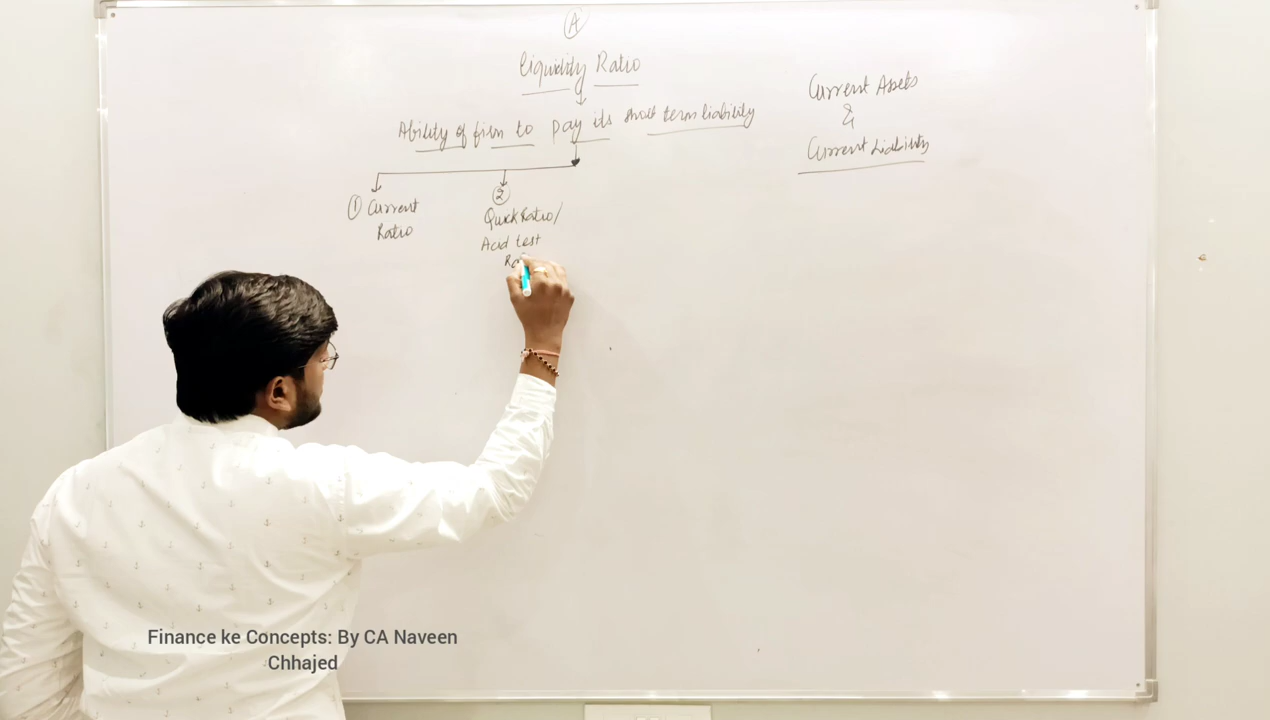 A
Liquidity Ratio
Ability of firm to pay its short term liability
Current Assets
&
Current Liability
1 Current
Ratio
2
Quick Ratio/
Acid test
Ra
Finance ke Concepts: By CA Naveen
Chhajed